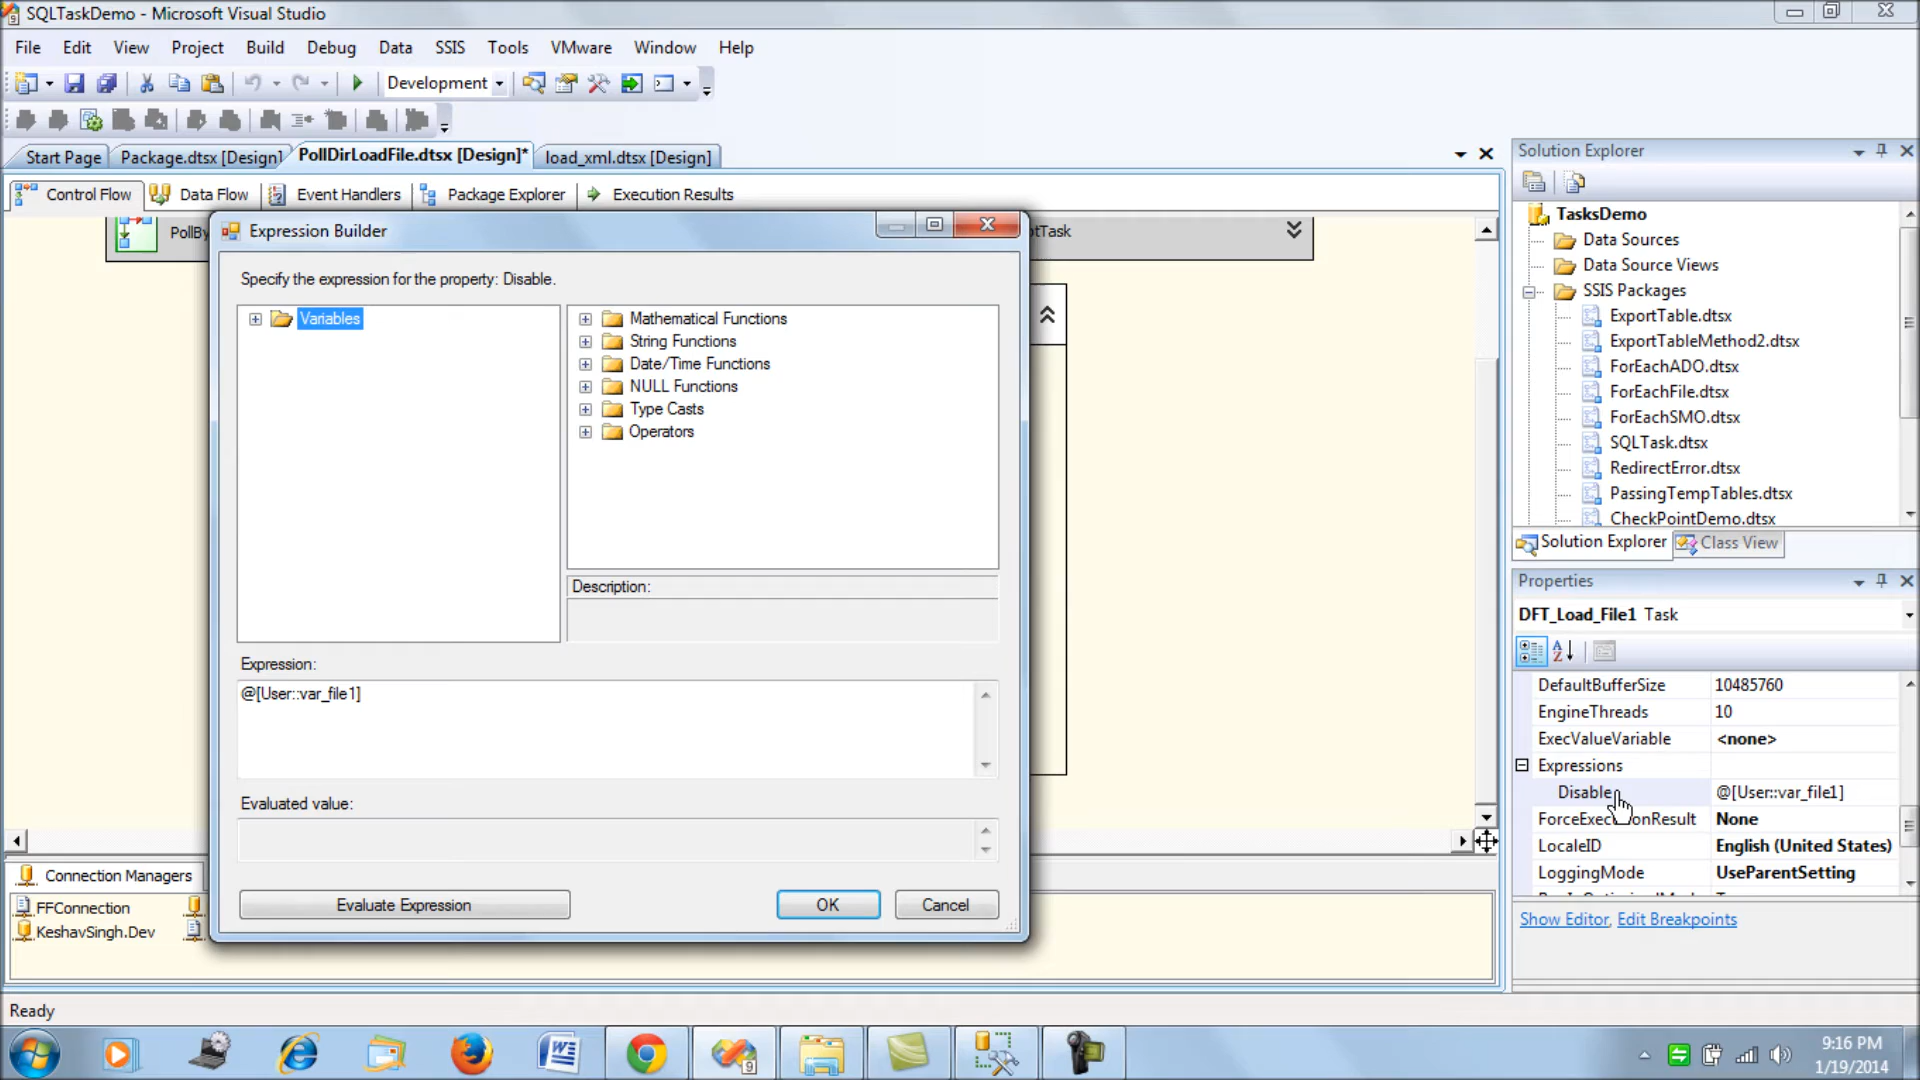 SQLTaskDemo - Microsoft Visual Studio
File Edit View Project Build Debug Data SSIS Tools VMware Window Help
Development
Start Page Package.dtsx [Design] PollDirLoadFile.dtsx [Design]* load_xml.dtsx [Design]
Control Flow Data Flow Event Handlers Package Explorer Execution Results
PollBy
otTask
Expression Builder
Specify the expression for the property: Disable.
Variables
Mathematical Functions
String Functions
Date/Time Functions
NULL Functions
Type Casts
Operators
Description:
Expression:
@[User::var_file1]
Evaluated value:
Evaluate Expression OK Cancel
Connection Managers
FFConnection
KeshavSingh.Dev
Solution Explorer
TasksDemo
Data Sources
Data Source Views
SSIS Packages
ExportTable.dtsx
ExportTableMethod2.dtsx
ForEachADO.dtsx
ForEachFile.dtsx
ForEachSMO.dtsx
SQLTask.dtsx
RedirectError.dtsx
PassingTempTables.dtsx
CheckPointDemo.dtsx
Solution Explorer Class View
Properties
DFT_Load_File1 Task
DefaultBufferSize 10485760
EngineThreads 10
ExecValueVariable <none>
Expressions
Disable @[User::var_file1]
ForceExecutionResult None
LocaleID English (United States)
LoggingMode UseParentSetting
Show Editor, Edit Breakpoints
Ready
9:16 PM
1/19/2014